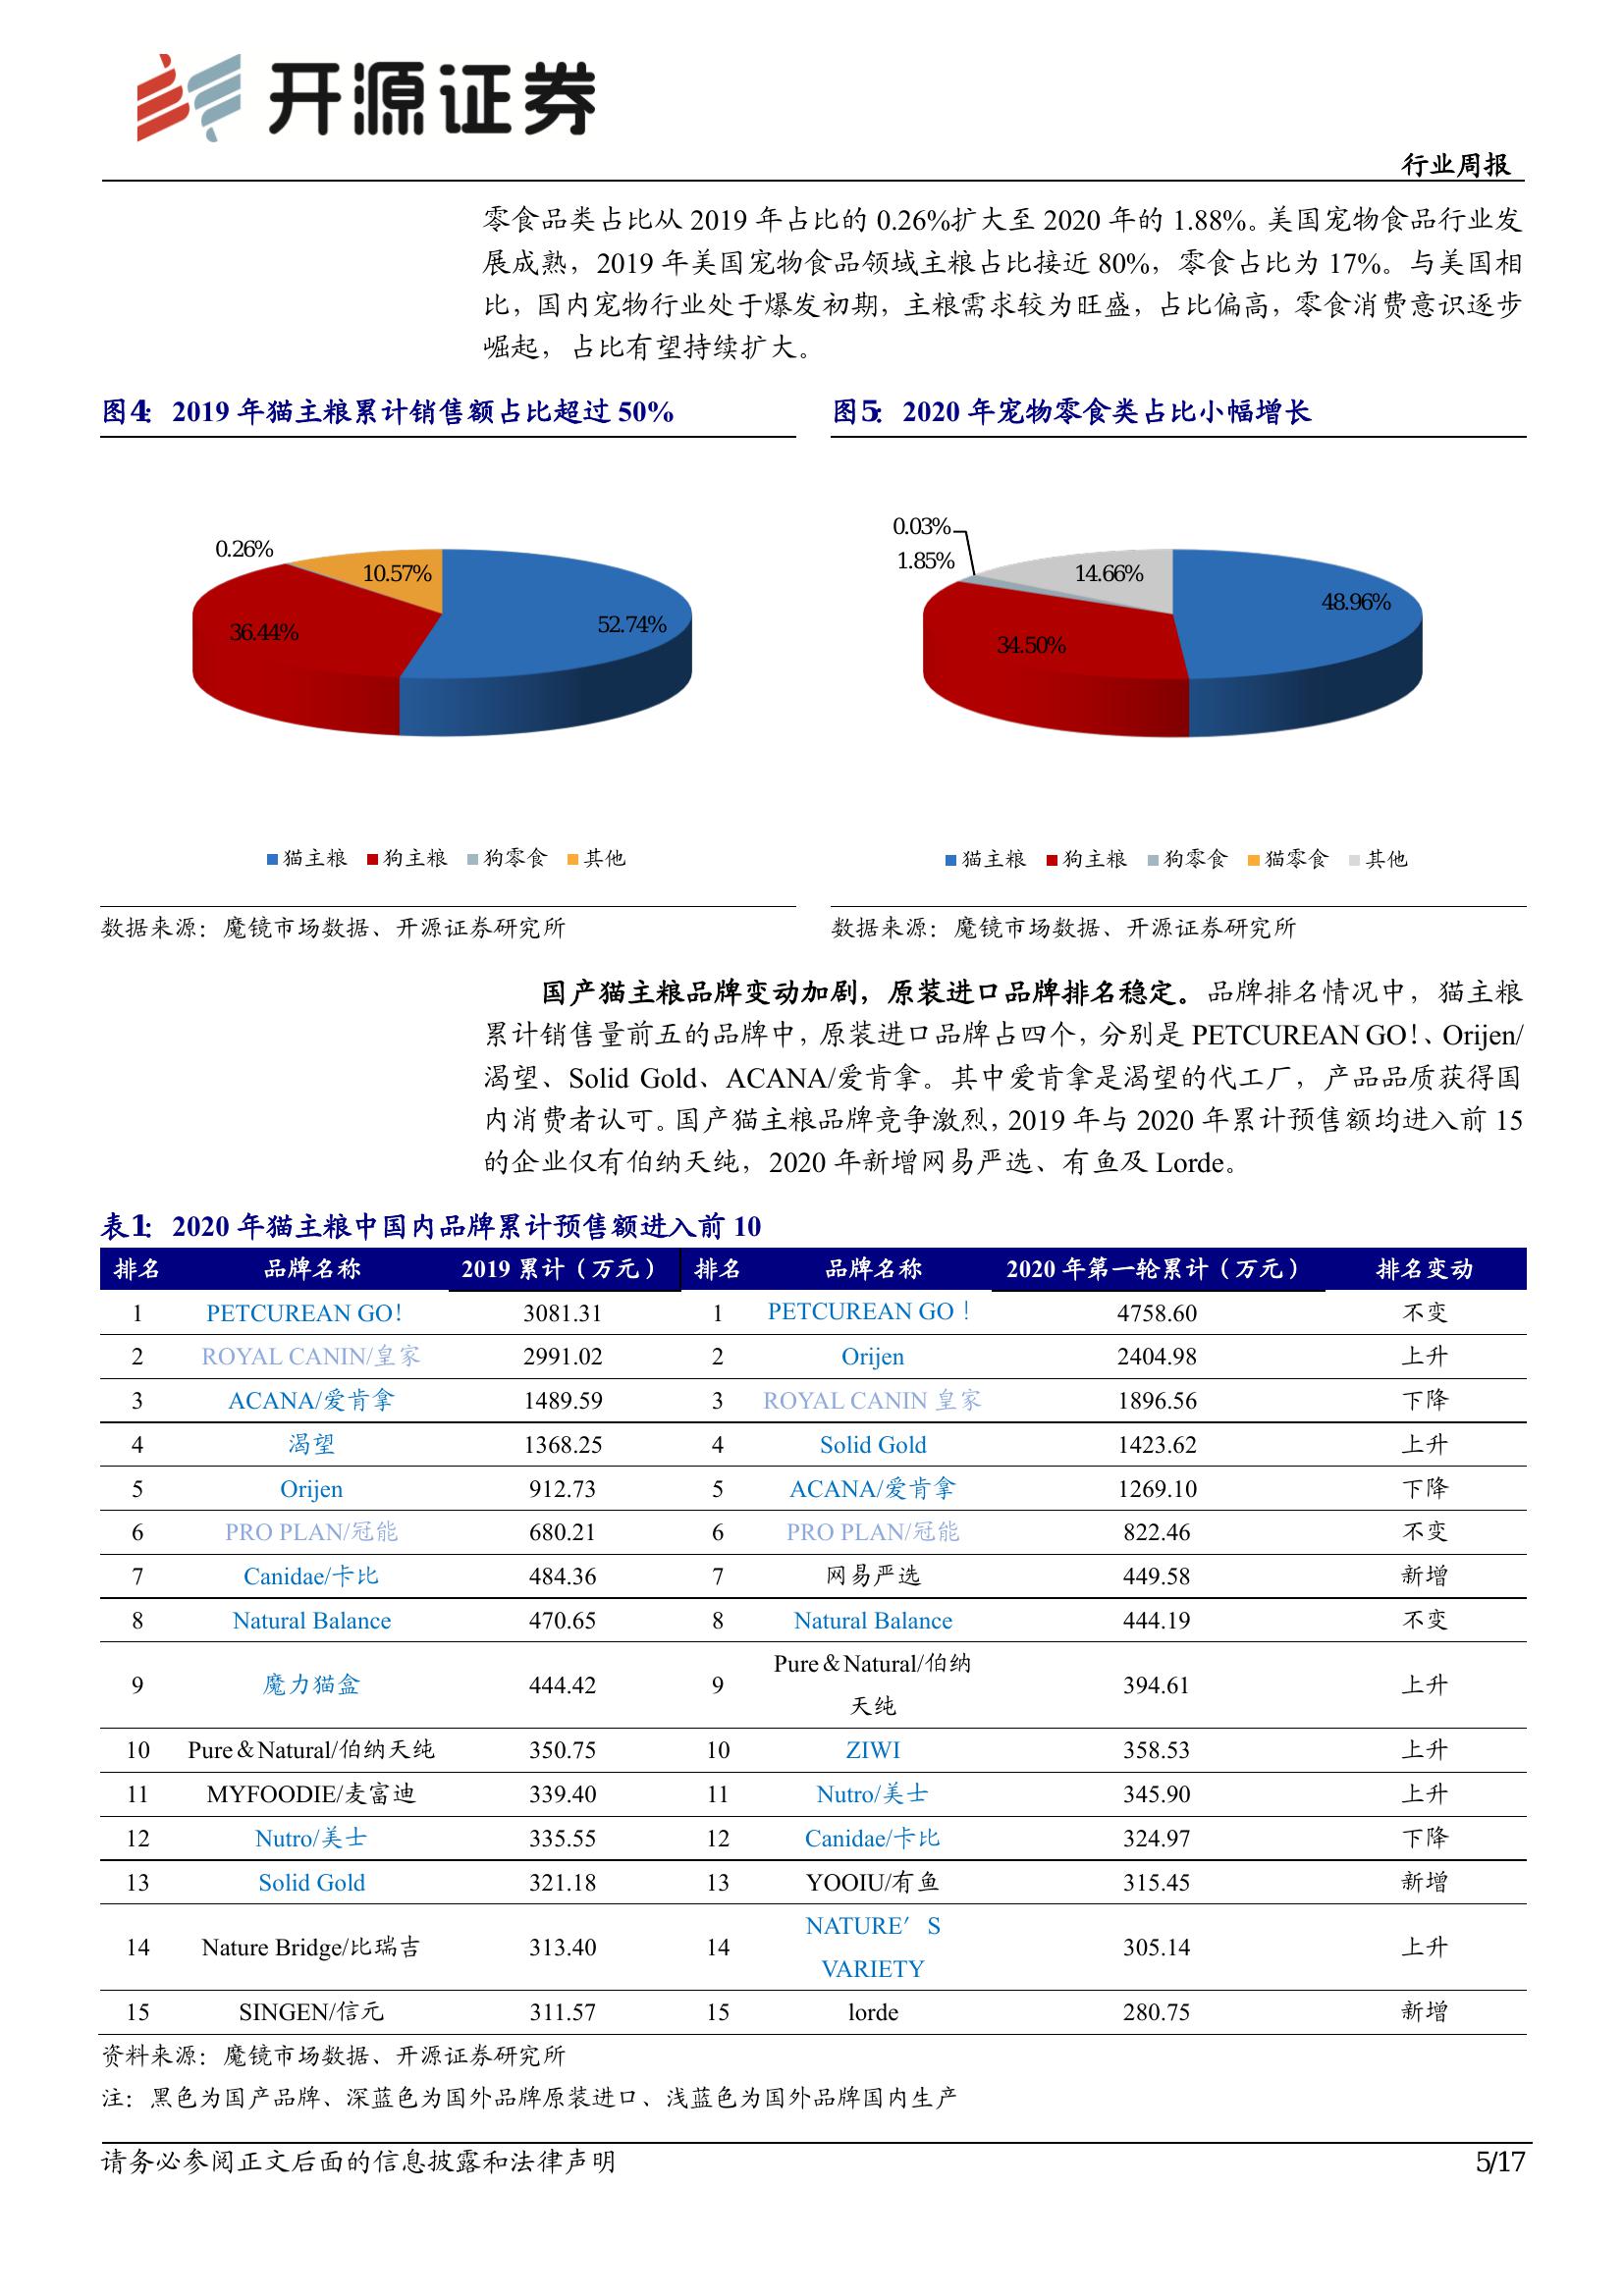 开源证券
行业周报
零食品类占比从 2019 年占比的 0.26%扩大至 2020 年的 1.88%。美国宠物食品行业发
展成熟，2019 年美国宠物食品领域主粮占比接近 80%，零食占比为 17%。与美国相
比，国内宠物行业处于爆发初期，主粮需求较为旺盛，占比偏高，零食消费意识逐步
崛起，占比有望持续扩大。
图4：2019 年猫主粮累计销售额占比超过 50%
0.26%
10.57%
36.44%
52.74%
猫主粮 狗主粮 狗零食 其他
数据来源：魔镜市场数据、开源证券研究所
图5：2020 年宠物零食类占比小幅增长
0.03%
1.85%
14.66%
48.96%
34.50%
猫主粮 狗主粮 狗零食 猫零食 其他
数据来源：魔镜市场数据、开源证券研究所
国产猫主粮品牌变动加剧，原装进口品牌排名稳定。品牌排名情况中，猫主粮
累计销售量前五的品牌中，原装进口品牌占四个，分别是 PETCUREAN GO!、Orijen/
渴望、Solid Gold、ACANA/爱肯拿。其中爱肯拿是渴望的代工厂，产品品质获得国
内消费者认可。国产猫主粮品牌竞争激烈，2019 年与 2020 年累计预售额均进入前 15
的企业仅有伯纳天纯，2020 年新增网易严选、有鱼及 Lorde。
表1：2020 年猫主粮中国内品牌累计预售额进入前 10
排名 品牌名称 2019 累计（万元） 排名 品牌名称 2020 年第一轮累计（万元） 排名变动
1 PETCUREAN GO! 3081.31 1 PETCUREAN GO！ 4758.60 不变
2 ROYAL CANIN/皇家 2991.02 2 Orijen 2404.98 上升
3 ACANA/爱肯拿 1489.59 3 ROYAL CANIN 皇家 1896.56 下降
4 渴望 1368.25 4 Solid Gold 1423.62 上升
5 Orijen 912.73 5 ACANA/爱肯拿 1269.10 下降
6 PRO PLAN/冠能 680.21 6 PRO PLAN/冠能 822.46 不变
7 Canidae/卡比 484.36 7 网易严选 449.58 新增
8 Natural Balance 470.65 8 Natural Balance 444.19 不变
9 魔力猫盒 444.42 9 Pure＆Natural/伯纳
天纯 394.61 上升
10 Pure＆Natural/伯纳天纯 350.75 10 ZIWI 358.53 上升
11 MYFOODIE/麦富迪 339.40 11 Nutro/美士 345.90 上升
12 Nutro/美士 335.55 12 Canidae/卡比 324.97 下降
13 Solid Gold 321.18 13 YOOIU/有鱼 315.45 新增
14 Nature Bridge/比瑞吉 313.40 14 NATURE′ S
VARIETY 305.14 上升
15 SINGEN/信元 311.57 15 lorde 280.75 新增
资料来源：魔镜市场数据、开源证券研究所
注：黑色为国产品牌、深蓝色为国外品牌原装进口、浅蓝色为国外品牌国内生产
请务必参阅正文后面的信息披露和法律声明 5/17